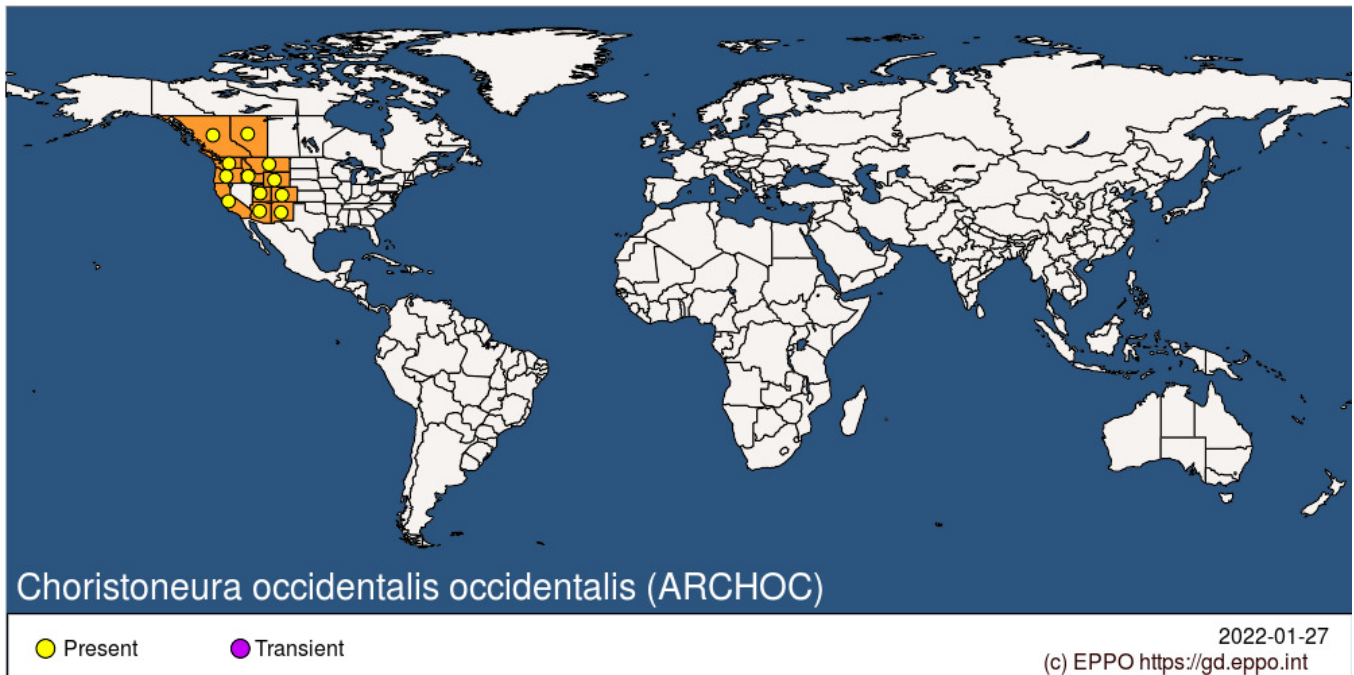 Choristoneura occidentalis occidentalis (ARCHOC)
Present
Transient
2022-01-27
(c) EPPO https://gd.eppo.int